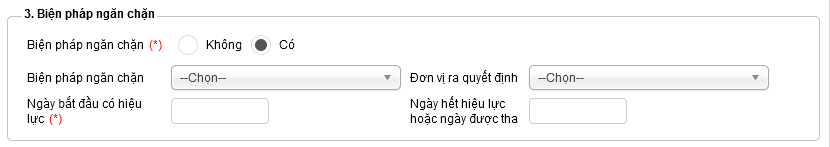 3. Biện pháp ngăn chặn
Biện pháp ngăn chặn (*) Không Có
Biện pháp ngăn chặn --Chọn-- Đơn vị ra quyết định --Chọn--
Ngày bắt đầu có hiệu
lực (*)
Ngày hết hiệu lực
hoặc ngày được tha